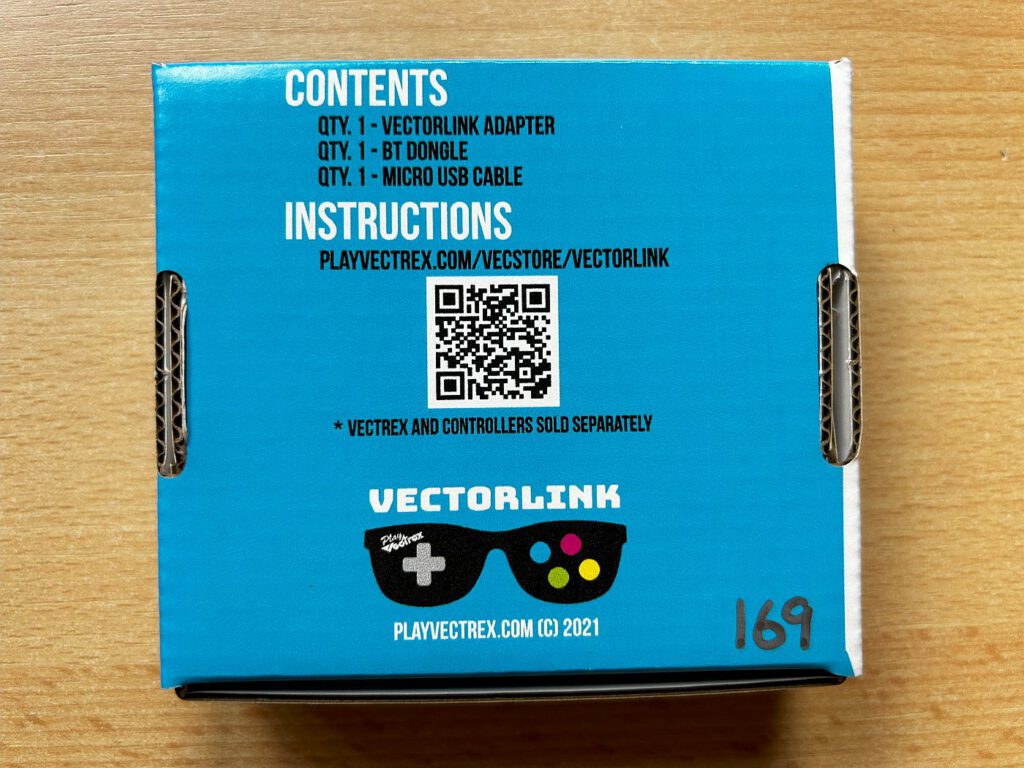 CONTENTS
QTY. 1 - VECTORLINK ADAPTER
QTY. 1 - BT DONGLE
QTY. 1 - MICRO USB CABLE
INSTRUCTIONS
PLAYVECTREX.COM/VECSTORE/VECTORLINK
* VECTREX AND CONTROLLERS SOLD SEPARATELY
VECTORLINK
Play
Vectrex
PLAYVECTREX.COM (C) 2021
169